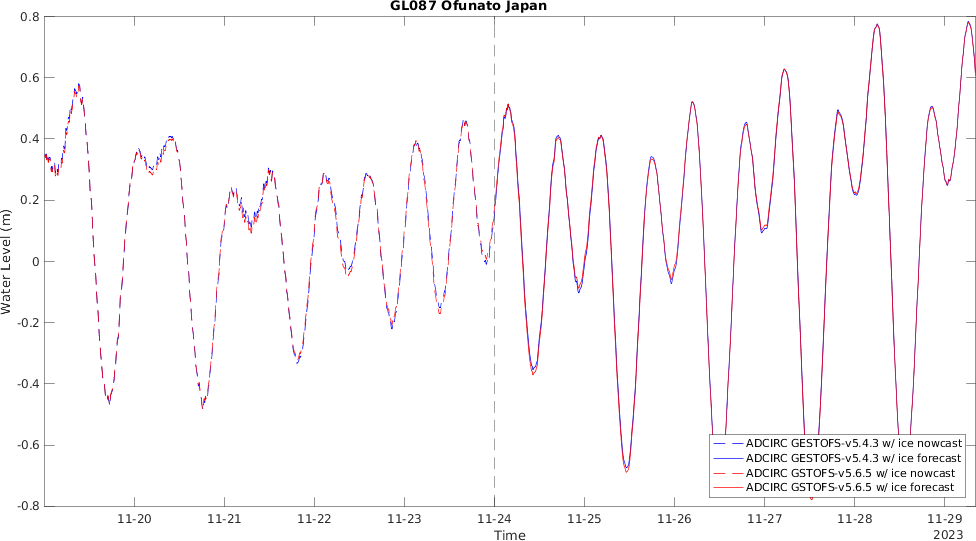 GL087 Ofunato Japan
0.8
0.6
0.4
0.2
0
-0.2
-0.4
-0.6
-0.8
Water Level (m)
ADCIRC GESTOFS-v5.4.3 w/ ice nowcast
ADCIRC GESTOFS-v5.4.3 w/ ice forecast
ADCIRC GSTOFS-v5.6.5 w/ ice nowcast
ADCIRC GSTOFS-v5.6.5 w/ ice forecast
11-20 11-21 11-22 11-23 11-24 11-25 11-26 11-27 11-28 11-29
Time 2023